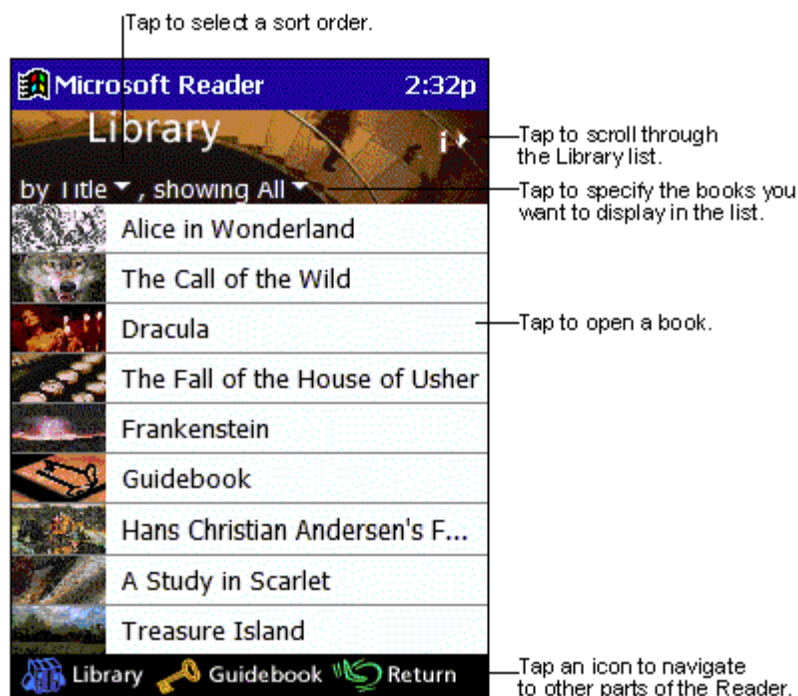 Tap to select a sort order.
Microsoft Reader 2:32p
Library
Tap to scroll through
the Library list.
by Title , showing All
Tap to specify the books you
want to display in the list.
Alice in Wonderland
The Call of the Wild
Dracula
Tap to open a book.
The Fall of the House of Usher
Frankenstein
Guidebook
Hans Christian Andersen's F...
A Study in Scarlet
Treasure Island
Library Guidebook Return
Tap an icon to navigate
to other parts of the Reader.